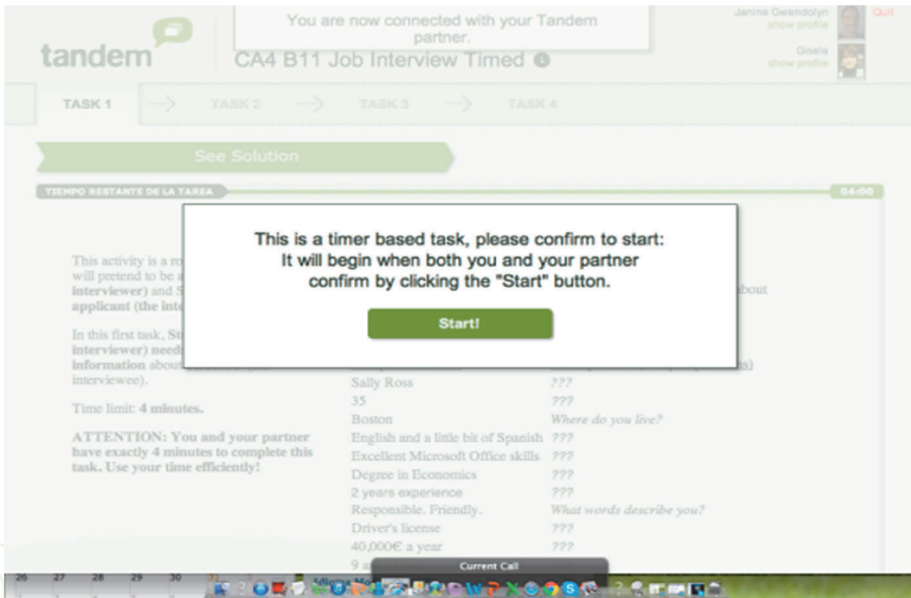 You are now connected with your Tandem
partner.
Janine Gwendolyn
show profile
Quit
tandem
CA4 B11 Job Interview Timed
Gisela
show profile
TASK 1
TASK 2
TASK 3
TASK 4
See Solution
TIEMPO RESTANTE DE LA TAREA
04:00
This is a timer based task, please confirm to start:
It will begin when both you and your partner
confirm by clicking the "Start" button.
Start!
This activity is a
will pretend to be a
interviewer) and
applicant (the
In this first task,
interviewer)
information about
interviewee).
Time limit: 4 minutes.
ATTENTION: You and your partner
have exactly 4 minutes to complete this
task. Use your time efficiently!
Sally Ross ???
35 ???
Boston Where do you live?
English and a little bit of Spanish ???
Excellent Microsoft Office skills ???
Degree in Economics ???
2 years experience ???
Responsible. Friendly. What words describe you?
Driver's license ???
40,000€ a year ???
9
Current Call
26 27 28 29 30 31